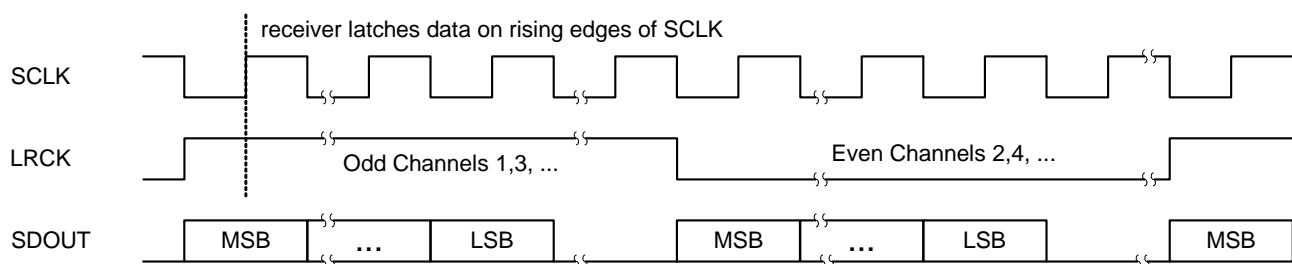 receiver latches data on rising edges of SCLK
SCLK
LRCK
Odd Channels 1,3, ...
Even Channels 2,4, ...
SDOUT
MSB
...
LSB
MSB
...
LSB
MSB